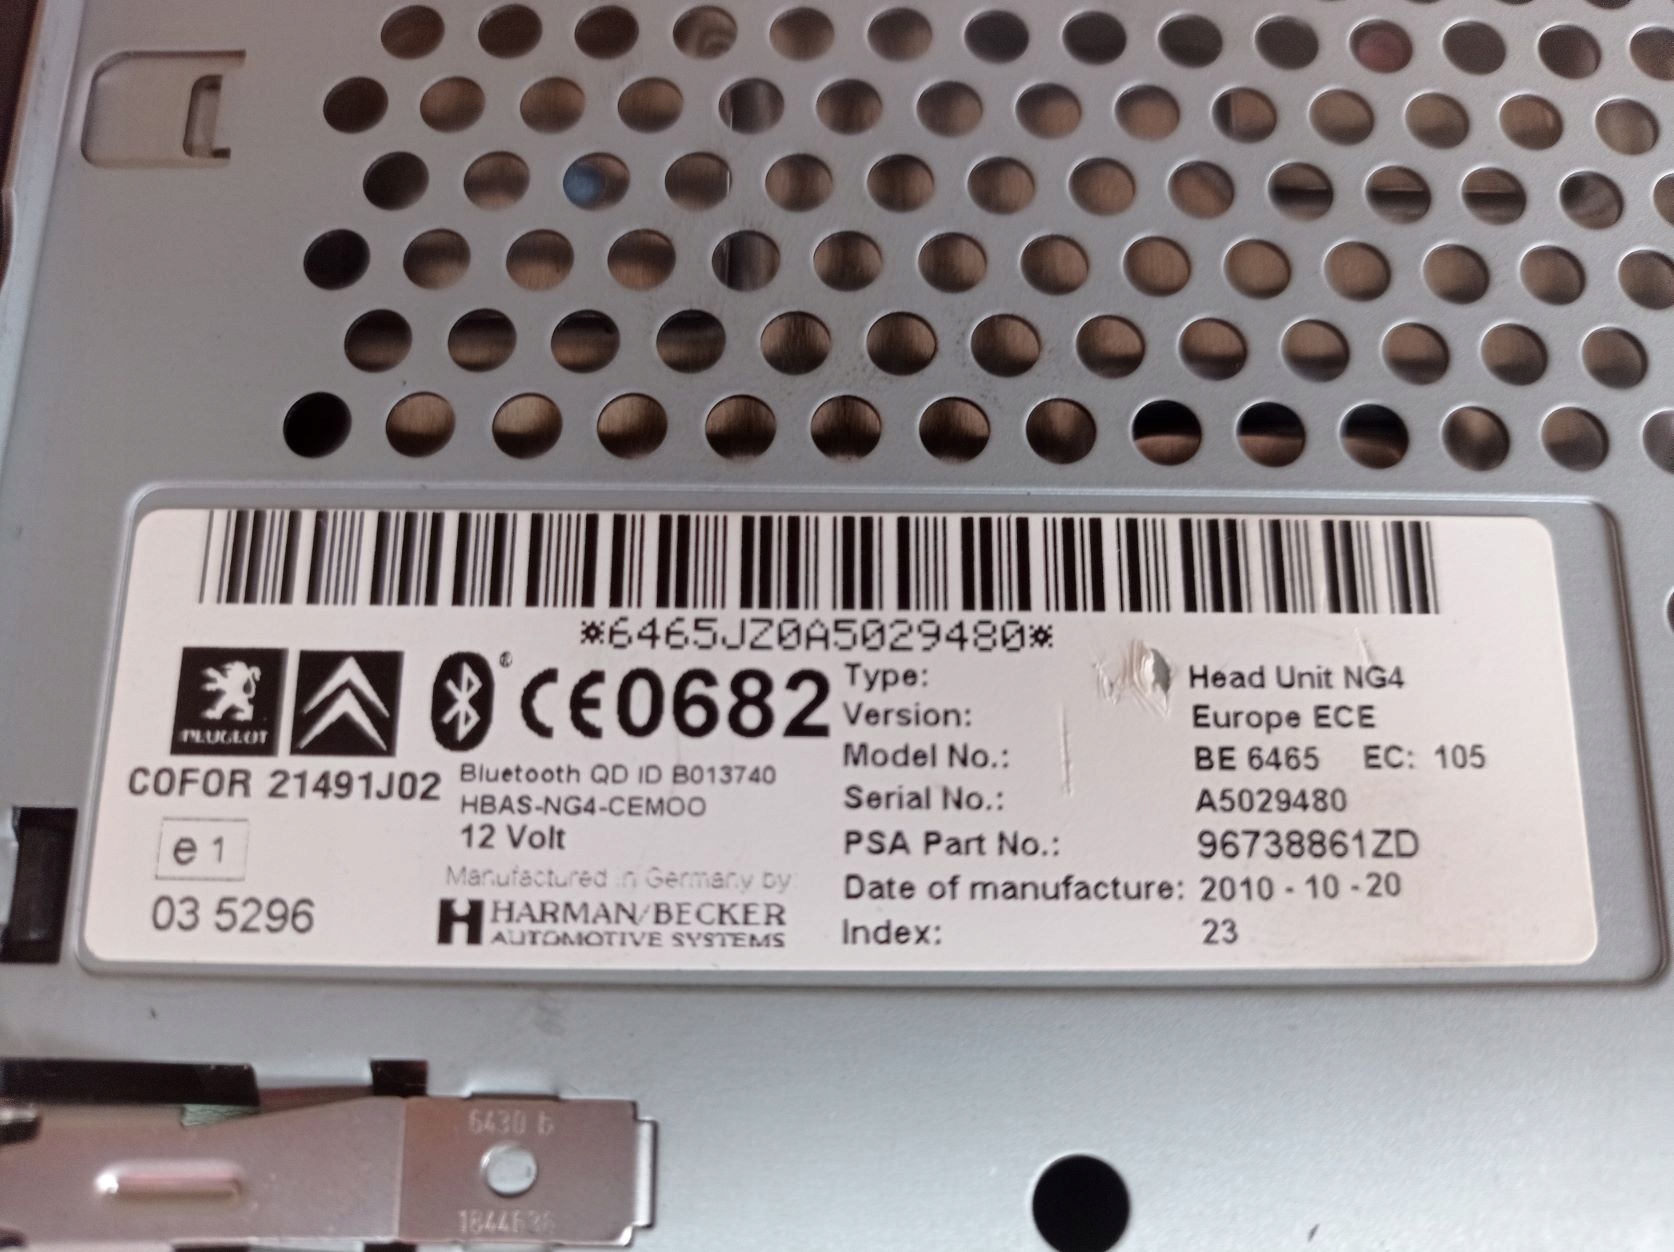 *6465JZ0A5029480*
PEUGEOT
® CE0682
COFOR 21491J02
Bluetooth QD ID B013740
HBAS-NG4-CEMOO
12 Volt
e 1
03 5296
Manufactured in Germany by:
HARMAN/BECKER
AUTOMOTIVE SYSTEMS
Type: Head Unit NG4
Version: Europe ECE
Model No.: BE 6465 EC: 105
Serial No.: A5029480
PSA Part No.: 96738861ZD
Date of manufacture: 2010 - 10 - 20
Index: 23
6430 b
1844636